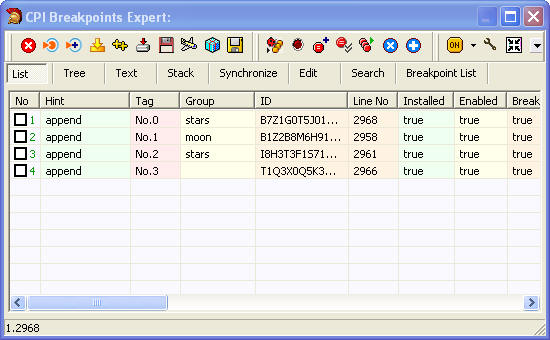 CPI Breakpoints Expert:
ON
List Tree Text Stack Synchronize Edit Search Breakpoint List
No Hint Tag Group ID Line No Installed Enabled Break
1 append No.0 stars B7Z1G0T5J01... 2968 true true true
2 append No.1 moon B1Z2B8M6H91... 2958 true true true
3 append No.2 stars I8H3T3F1S71... 2961 true true true
4 append No.3 T1Q3X0Q5K3... 2966 true true true
1.2968